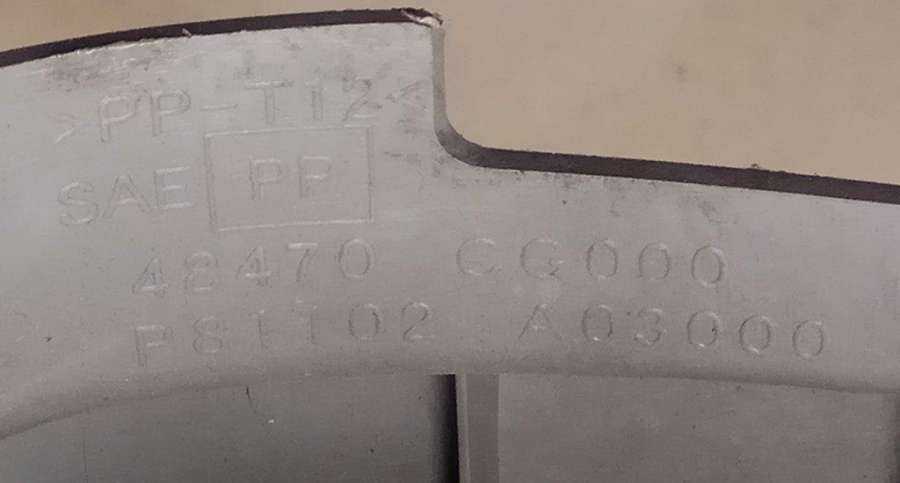 >PP-T12<
SAE PP
48470 CG000
P81102 A03000